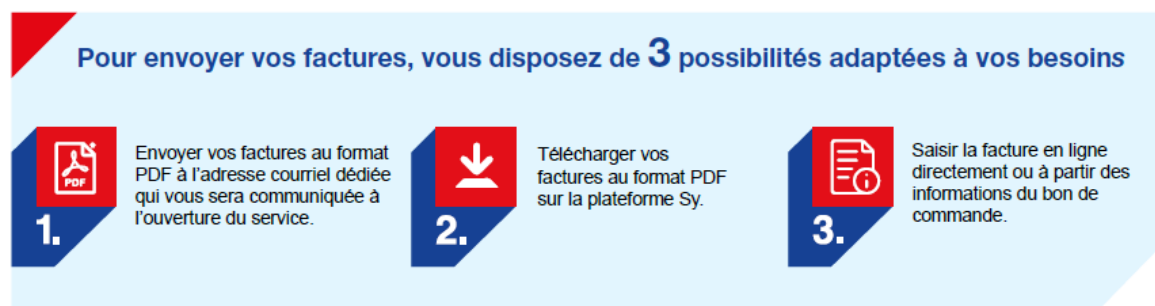 Pour envoyer vos factures, vous disposez de 3 possibilités adaptées à vos besoins
PDF
1.
Envoyer vos factures au format
PDF à l'adresse courriel dédiée
qui vous sera communiquée à
l'ouverture du service.
2.
Télécharger vos
factures au format PDF
sur la plateforme Sy.
3.
Saisir la facture en ligne
directement ou à partir des
informations du bon de
commande.